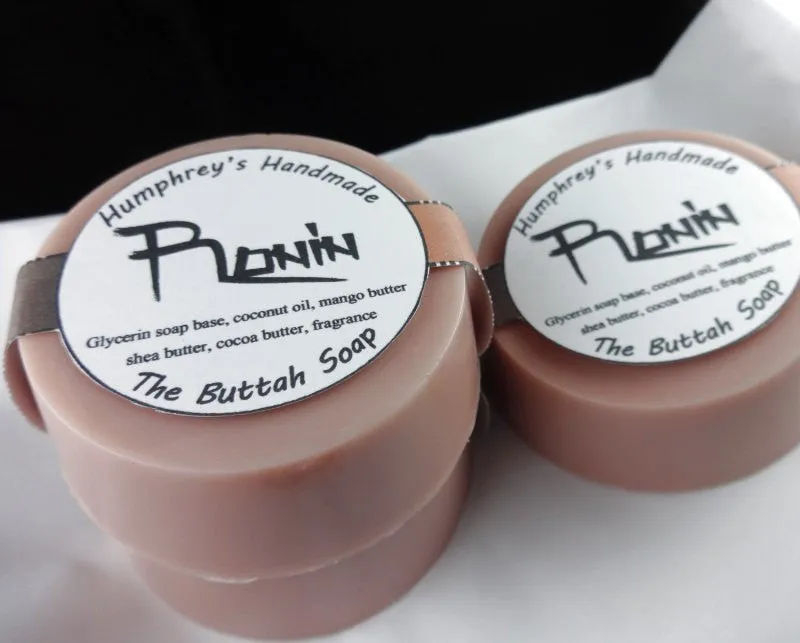 Humphrey's Handmade
Ronin
Glycerin soap base, coconut oil, mango butter
shea butter, cocoa butter, fragrance
The Buttah Soap
Humphrey's Handmade
Ronin
Glycerin soap base, coconut oil, mango butter
shea butter, cocoa butter, fragrance
The Buttah Soap